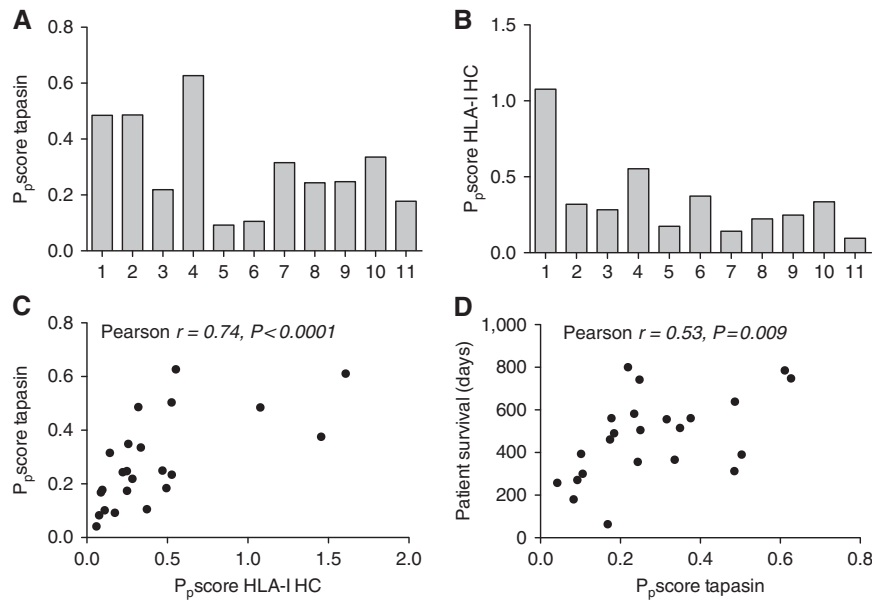 A
Ppscore tapasin
0.8
0.6
0.4
0.2
0.0
1 2 3 4 5 6 7 8 9 10 11
B
Ppscore HLA-I HC
1.5
1.0
0.5
0.0
1 2 3 4 5 6 7 8 9 10 11
C
Pearson r = 0.74, P<0.0001
Ppscore tapasin
0.8
0.6
0.4
0.2
0.0
0.0 0.5 1.0 1.5 2.0
Ppscore HLA-I HC
D
Pearson r = 0.53, P=0.009
Patient survival (days)
1,000
800
600
400
200
0
0.0 0.2 0.4 0.6 0.8
Ppscore tapasin